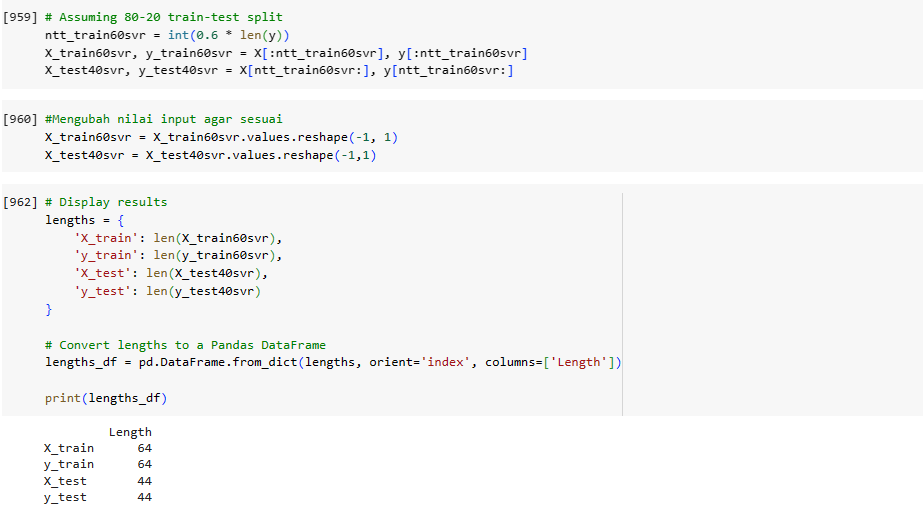 [959] # Assuming 80-20 train-test split
ntt_train60svr = int(0.6 * len(y))
X_train60svr, y_train60svr = X[:ntt_train60svr], y[:ntt_train60svr]
X_test40svr, y_test40svr = X[ntt_train60svr:], y[ntt_train60svr:]
[960] #Mengubah nilai input agar sesuai
X_train60svr = X_train60svr.values.reshape(-1, 1)
X_test40svr = X_test40svr.values.reshape(-1,1)
[962] # Display results
lengths = {
    'X_train': len(X_train60svr),
    'y_train': len(y_train60svr),
    'X_test': len(X_test40svr),
    'y_test': len(y_test40svr)
}
# Convert lengths to a Pandas DataFrame
lengths_df = pd.DataFrame.from_dict(lengths, orient='index', columns=['Length'])
print(lengths_df)
Length
X_train 64
y_train 64
X_test 44
y_test 44